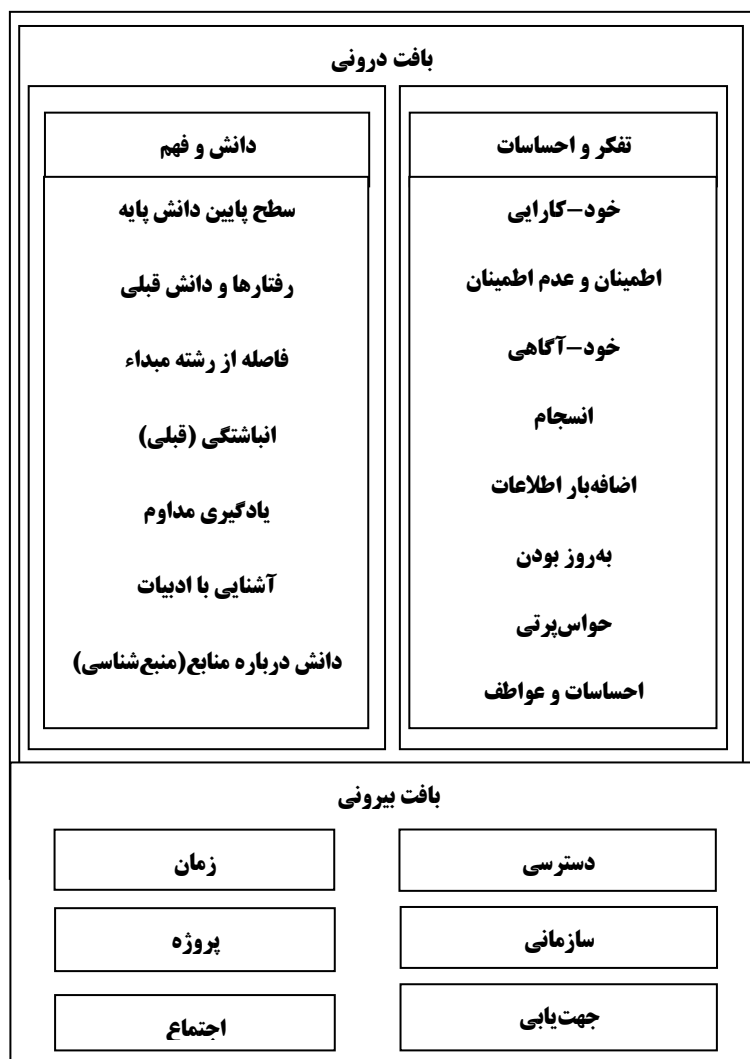 بافت درونی
تفکر و احساسات
خود–کارایی
اطمینان و عدم اطمینان
خود–آگاهی
انسجام
اضافه‌بار اطلاعات
به‌روز بودن
حواس‌پرتی
احساسات و عواطف
دانش و فهم
سطح پایین دانش پایه
رفتارها و دانش قبلی
فاصله از رشته مبداء
انباشتگی (قبلی)
یادگیری مداوم
آشنایی با ادبیات
دانش درباره منابع(منبع‌شناسی)
بافت بیرونی
دسترسی
زمان
سازمانی
پروژه
جهت‌یابی
اجتماع